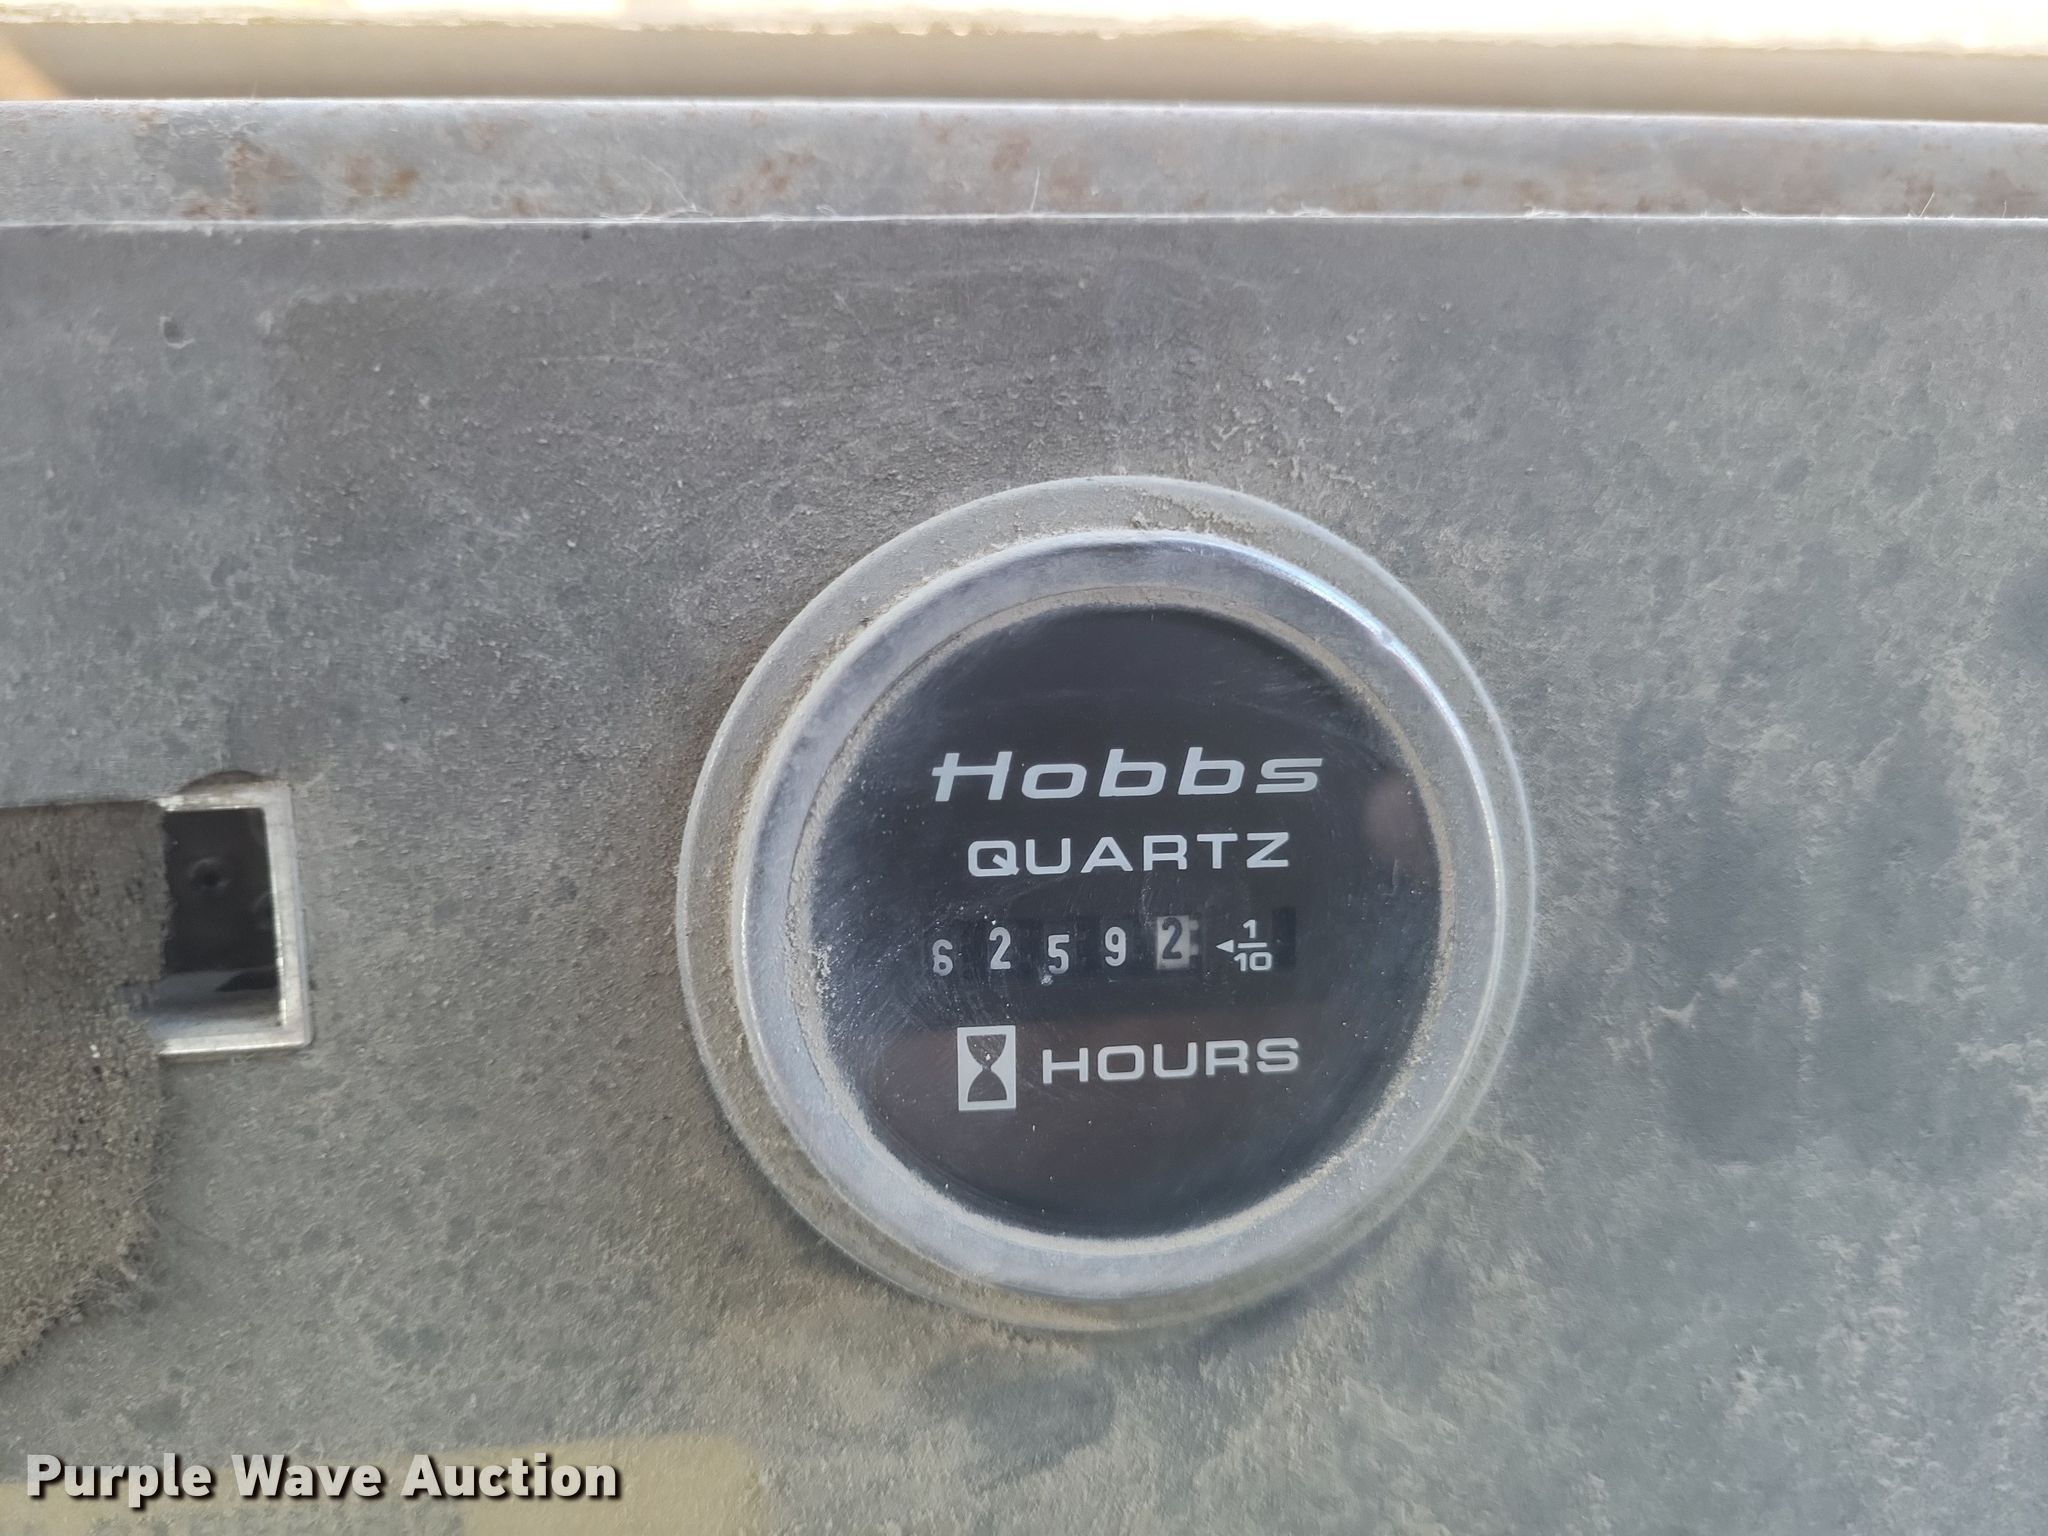 Hobbs
QUARTZ
6 2 5 9 2 ◄ 1/10
HOURS
Purple Wave Auction